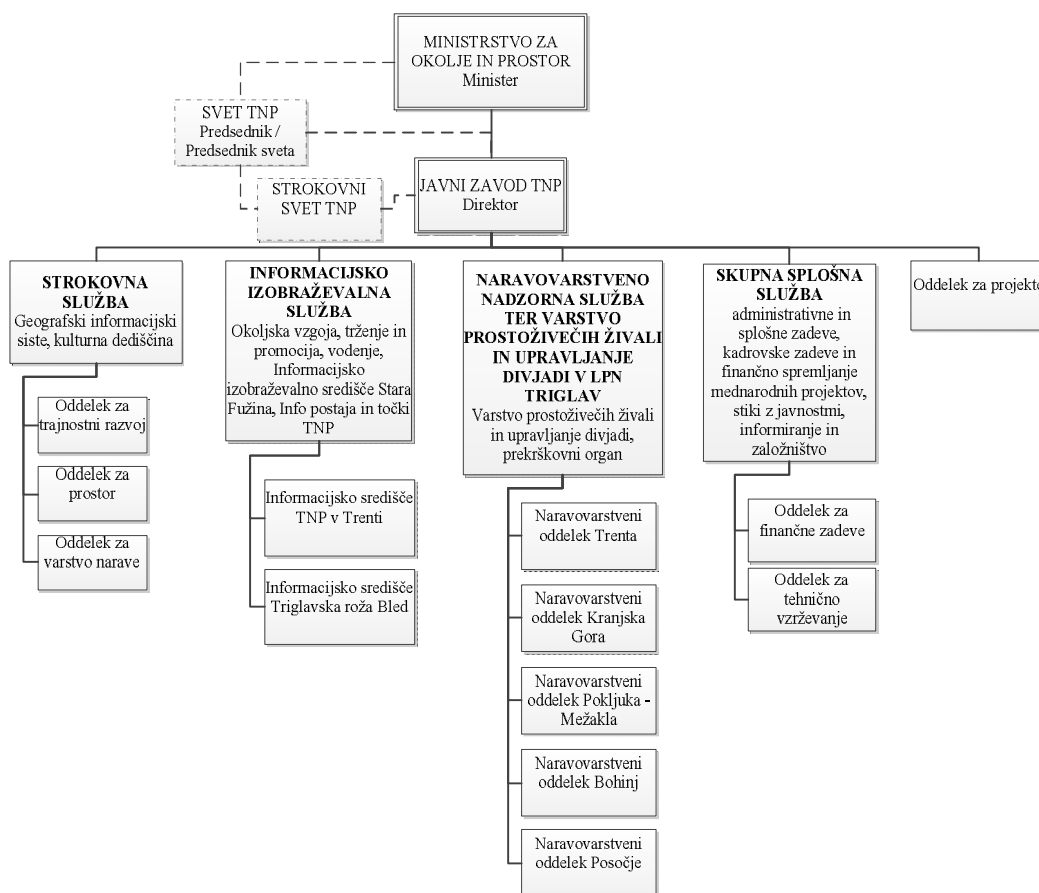 MINISTRSTVO ZA
OKOLJE IN PROSTOR
Minister
SVET TNP
Predsednik /
Predsednik sveta
STROKOVNI
SVET TNP
JAVNI ZAVOD TNP
Direktor
STROKOVNA
SLUŽBA
Geografski informacijski
siste, kulturna dediščina
Oddelek za
trajnostni razvoj
Oddelek za
prostor
Oddelek za
varstvo narave
INFORMACIJSKO
IZOBRAŽEVALNA
SLUŽBA
Okoljska vzgoja, trženje in
promocija, vodenje,
Informacijsko
izobraževalno središče Stara
Fužina, Info postaja in točki
TNP
Informacijsko središče
TNP v Trenti
Informacijsko središče
Triglavska roža Bled
NARAVOVARSTVENO
NADZORNA SLUŽBA
TER VARSTVO
PROSTOŽIVEČIH ŽIVALI
IN UPRAVLJANJE
DIVJADI V LPN
TRIGLAV
Varstvo prostoživečih živali
in upravljanje divjadi,
prekrškovni organ
Naravovarstveni
oddelek Trenta
Naravovarstveni
oddelek Kranjska
Gora
Naravovarstveni
oddelek Pokljuka -
Mežakla
Naravovarstveni
oddelek Bohinj
Naravovarstveni
oddelek Posočje
SKUPNA SPLOŠNA
SLUŽBA
administrativne in
splošne zadeve,
kadrovske zadeve in
finančno spremljanje
mednarodnih projektov,
stiki z javnostmi,
informiranje in
založništvo
Oddelek za
finančne zadeve
Oddelek za
tehnično
vzrževanje
Oddelek za projekte